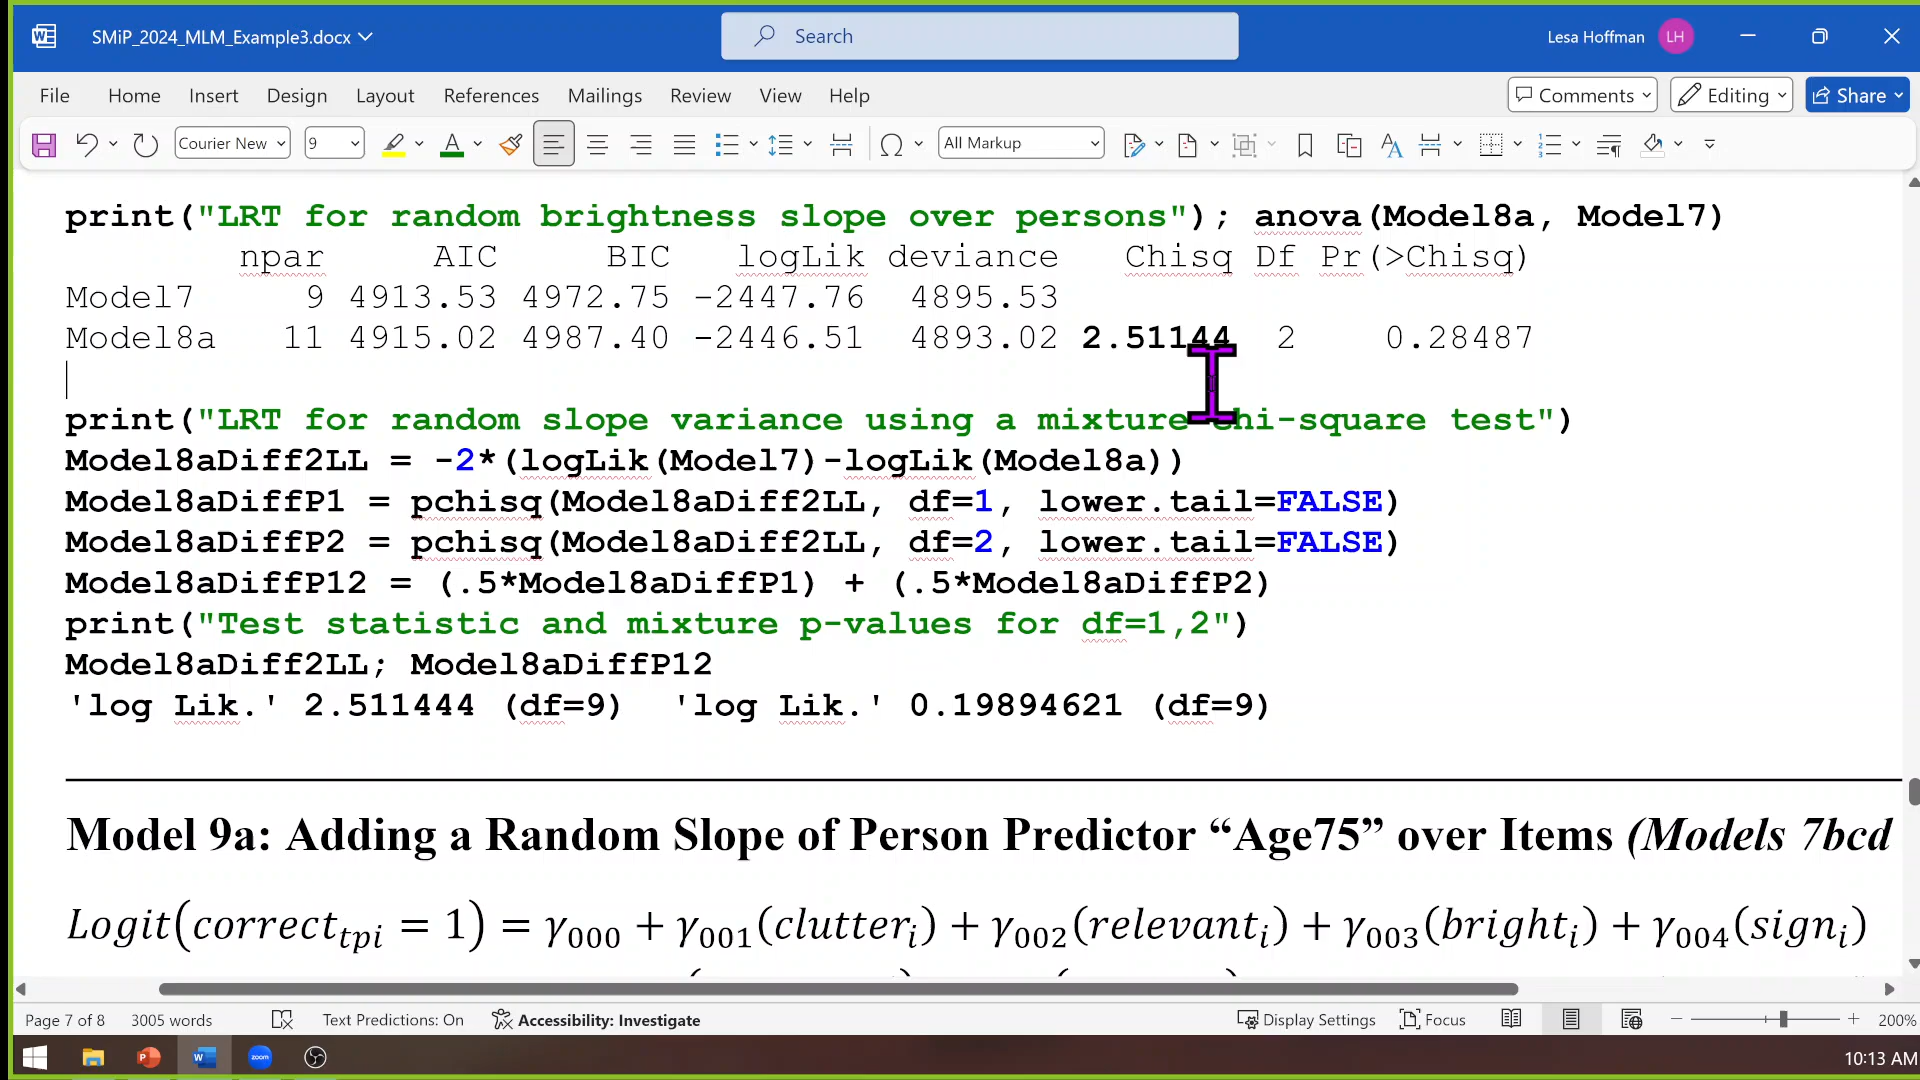 SMiP_2024_MLM_Example3.docx
Search
Lesa Hoffman LH
File Home Insert Design Layout References Mailings Review View Help Comments Editing Share
Courier New 9 All Markup
print("LRT for random brightness slope over persons"); anova(Model8a, Model7)
npar AIC BIC logLik deviance Chisq Df Pr(>Chisq)
Model7 9 4913.53 4972.75 -2447.76 4895.53
Model8a 11 4915.02 4987.40 -2446.51 4893.02 2.51144 2 0.28487
print("LRT for random slope variance using a mixture chi-square test")
Model8aDiff2LL = -2*(logLik(Model7)-logLik(Model8a))
Model8aDiffP1 = pchisq(Model8aDiff2LL, df=1, lower.tail=FALSE)
Model8aDiffP2 = pchisq(Model8aDiff2LL, df=2, lower.tail=FALSE)
Model8aDiffP12 = (.5*Model8aDiffP1) + (.5*Model8aDiffP2)
print("Test statistic and mixture p-values for df=1,2")
Model8aDiff2LL; Model8aDiffP12
'log Lik.' 2.511444 (df=9) 'log Lik.' 0.19894621 (df=9)
Model 9a: Adding a Random Slope of Person Predictor “Age75” over Items (Models 7bcd
Logit(correct_tpi = 1) = γ_000 + γ_001(clutter_i) + γ_002(relevant_i) + γ_003(bright_i) + γ_004(sign_i)
Page 7 of 8 3005 words Text Predictions: On Accessibility: Investigate Display Settings Focus 200%
zoom 10:13 AM